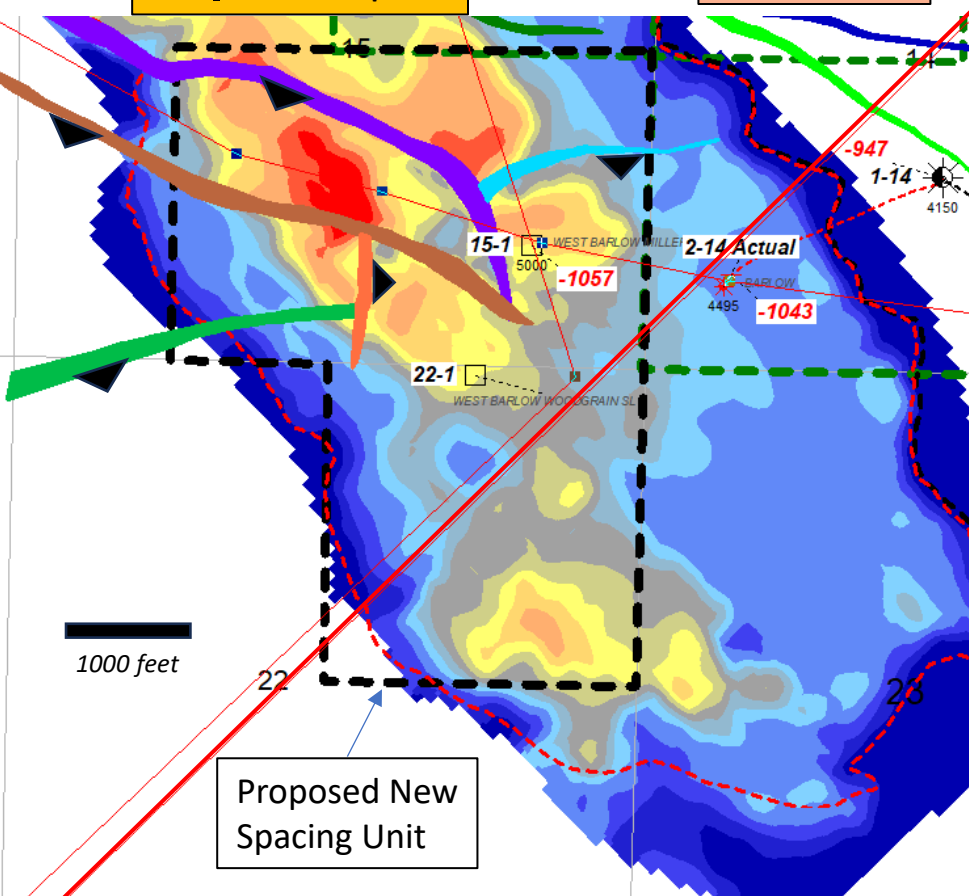 15
14
-947
1-14
4150
15-1
WEST BARLOW MILLER
2-14 Actual
5000
-1057
BARLOW
4495
-1043
22-1
WEST BARLOW WOODGRAIN SL
1000 feet
22
23
Proposed New
Spacing Unit